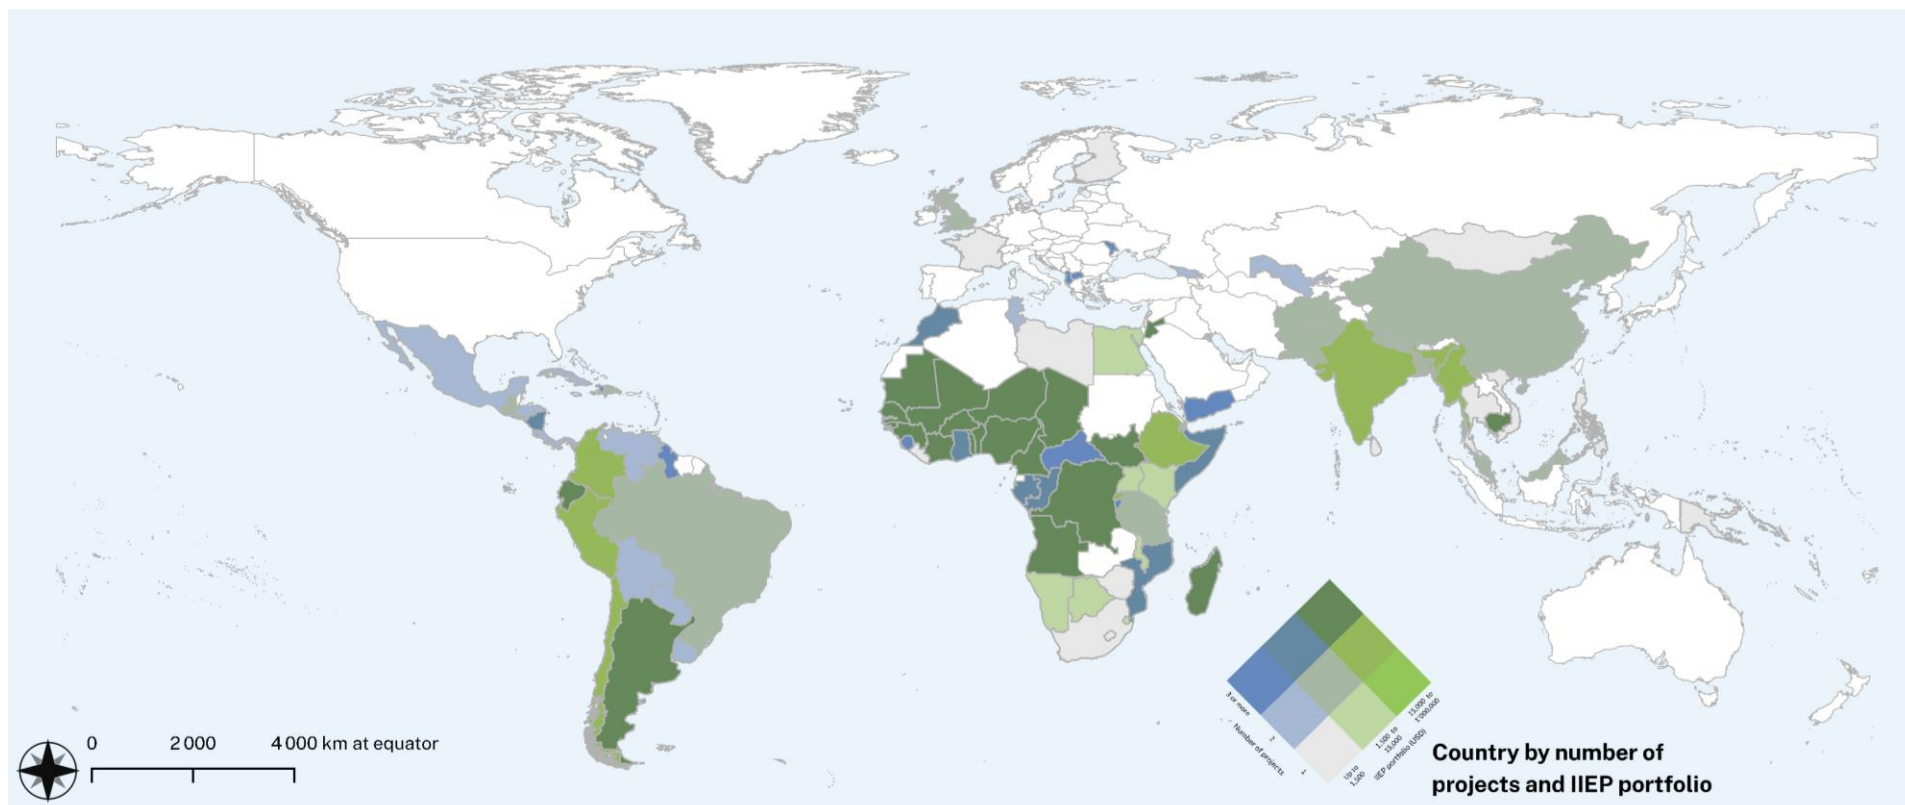 0 2 000 4 000 km at equator
3 or more
2
1
Number of projects
Up to
1,500
1,500 to
15,000
15,000 to
1'000,000
IIEP portfolio (USD)
Country by number of
projects and IIEP portfolio